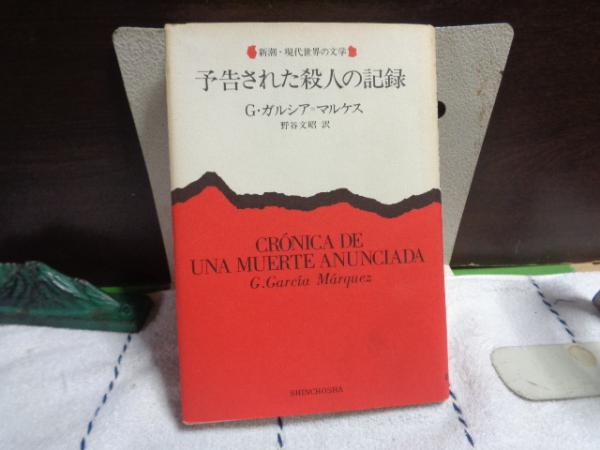 新潮・現代世界の文学
予告された殺人の記録
G・ガルシア=マルケス
野谷文昭 訳
CRÓNICA DE
UNA MUERTE ANUNCIADA
G.García Márquez
SHINCHOSHA